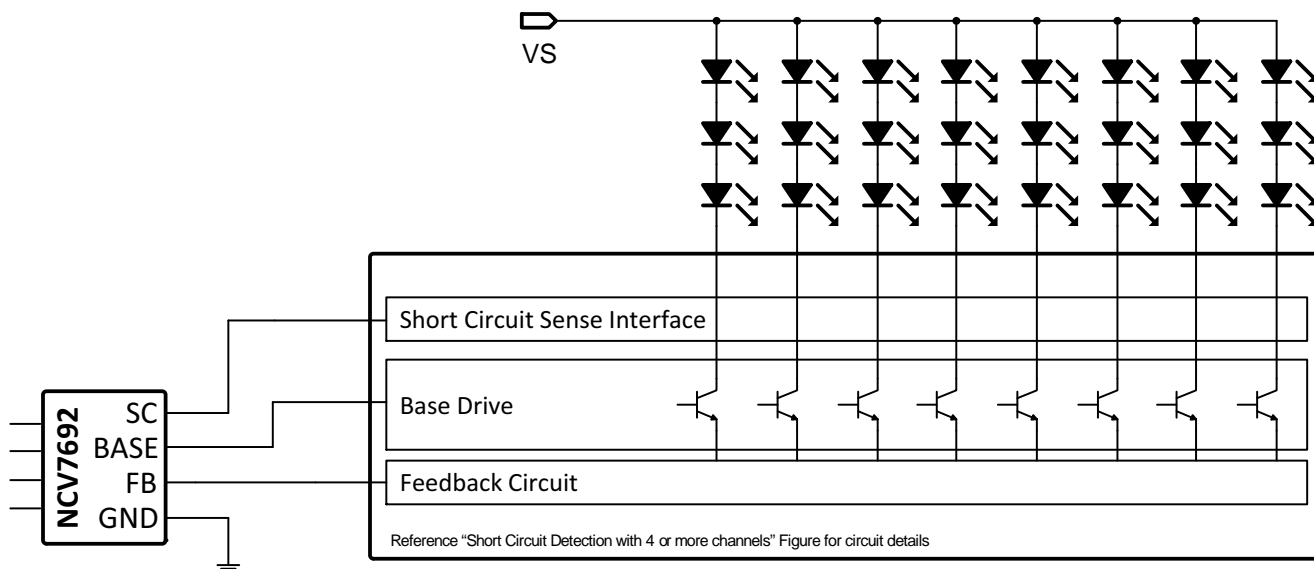 VS
Short Circuit Sense Interface
NCV7692
SC
BASE
FB
GND
Base Drive
Feedback Circuit
Reference “Short Circuit Detection with 4 or more channels” Figure for circuit details